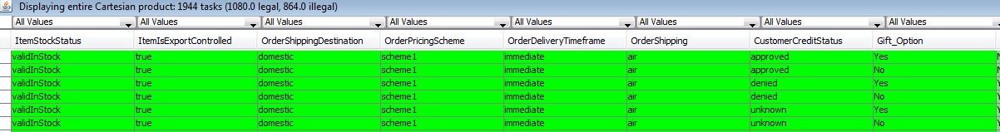 Displaying entire Cartesian product: 1944 tasks (1080.0 legal, 864.0 illegal)
All Values All Values All Values All Values All Values All Values All Values All Values
ItemStockStatus ItemIsExportControlled OrderShippingDestination OrderPricingScheme OrderDeliveryTimeframe OrderShipping CustomerCreditStatus Gift_Option
validInStock true domestic scheme1 immediate air approved Yes
validInStock true domestic scheme1 immediate air approved No
validInStock true domestic scheme1 immediate air denied Yes
validInStock true domestic scheme1 immediate air denied No
validInStock true domestic scheme1 immediate air unknown Yes
validInStock true domestic scheme1 immediate air unknown No